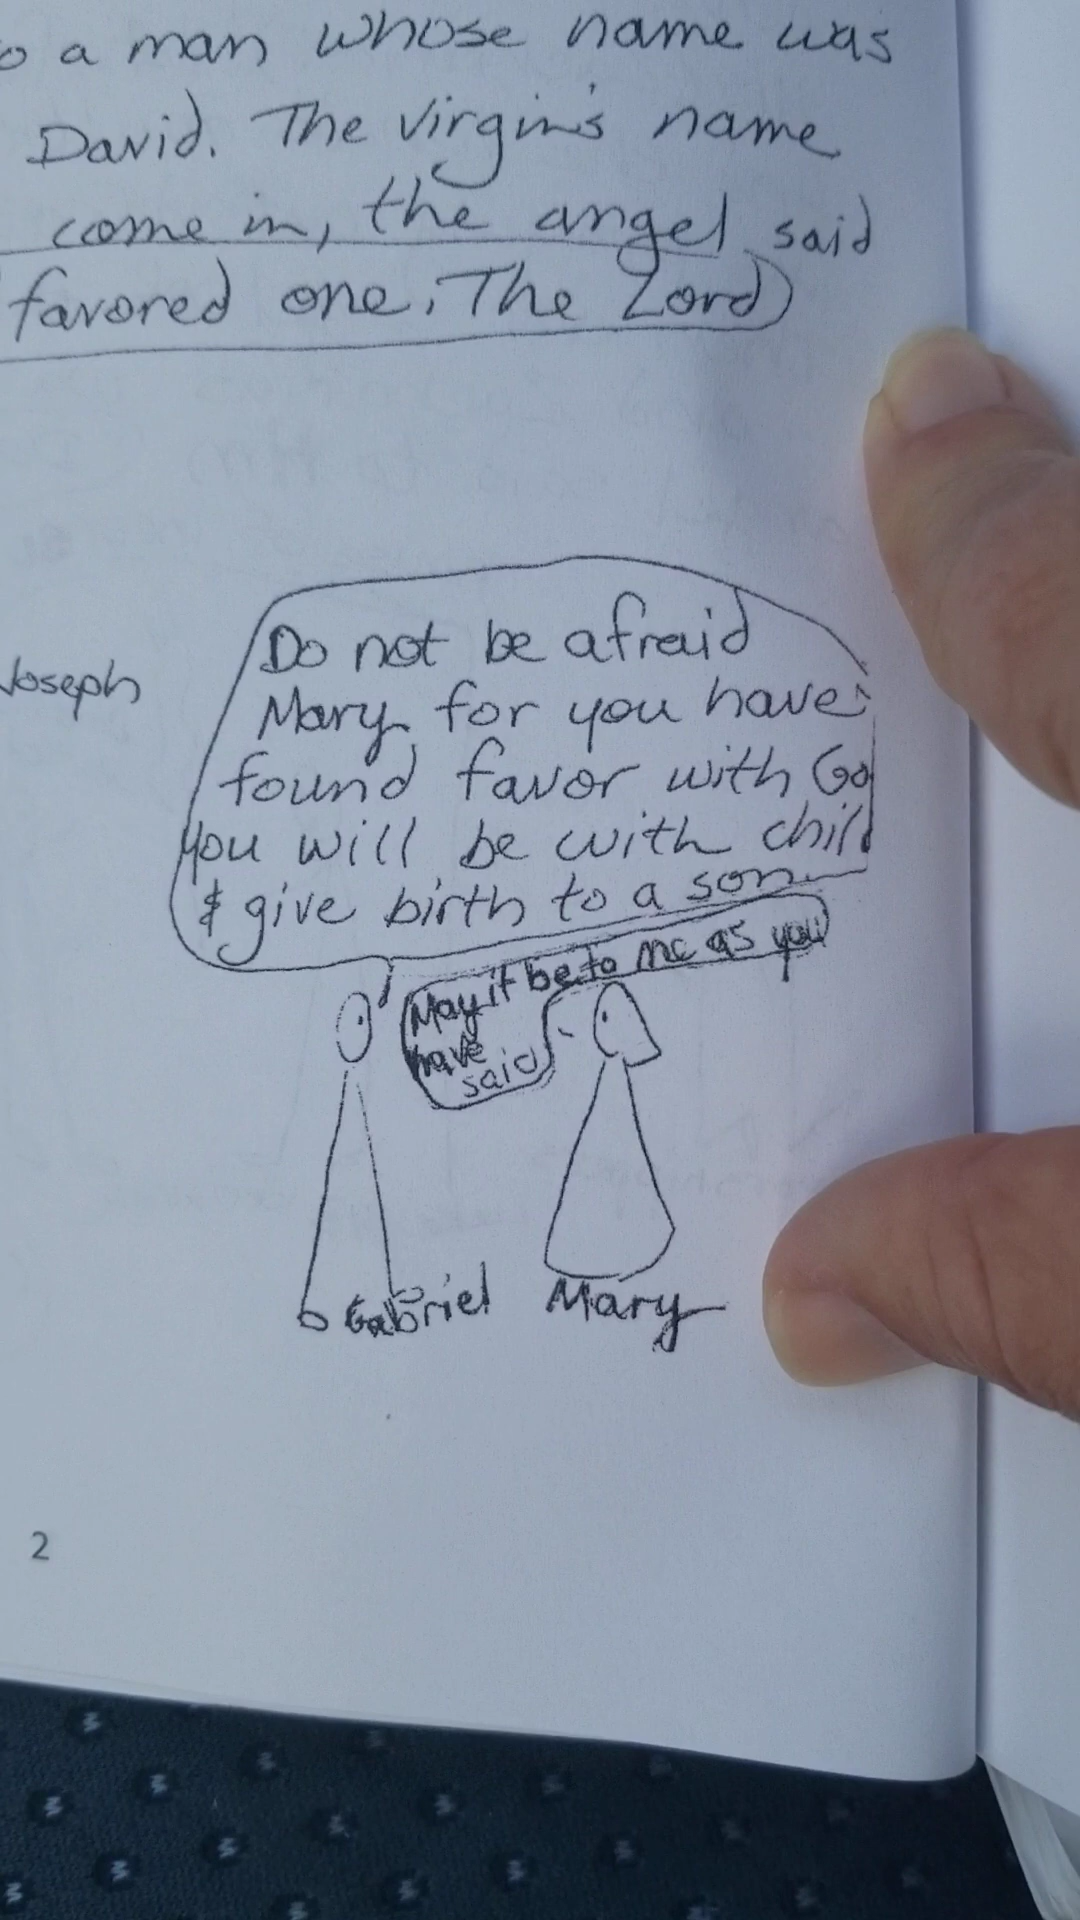 o a man whose name was
David. The virgin's name
come in, the angel said
favored one. The Lord
Joseph
Do not be afraid
Mary, for you have
found favor with Go
you will be with child
& give birth to a son
May it be to me as you
have
said
Gabriel
Mary
2